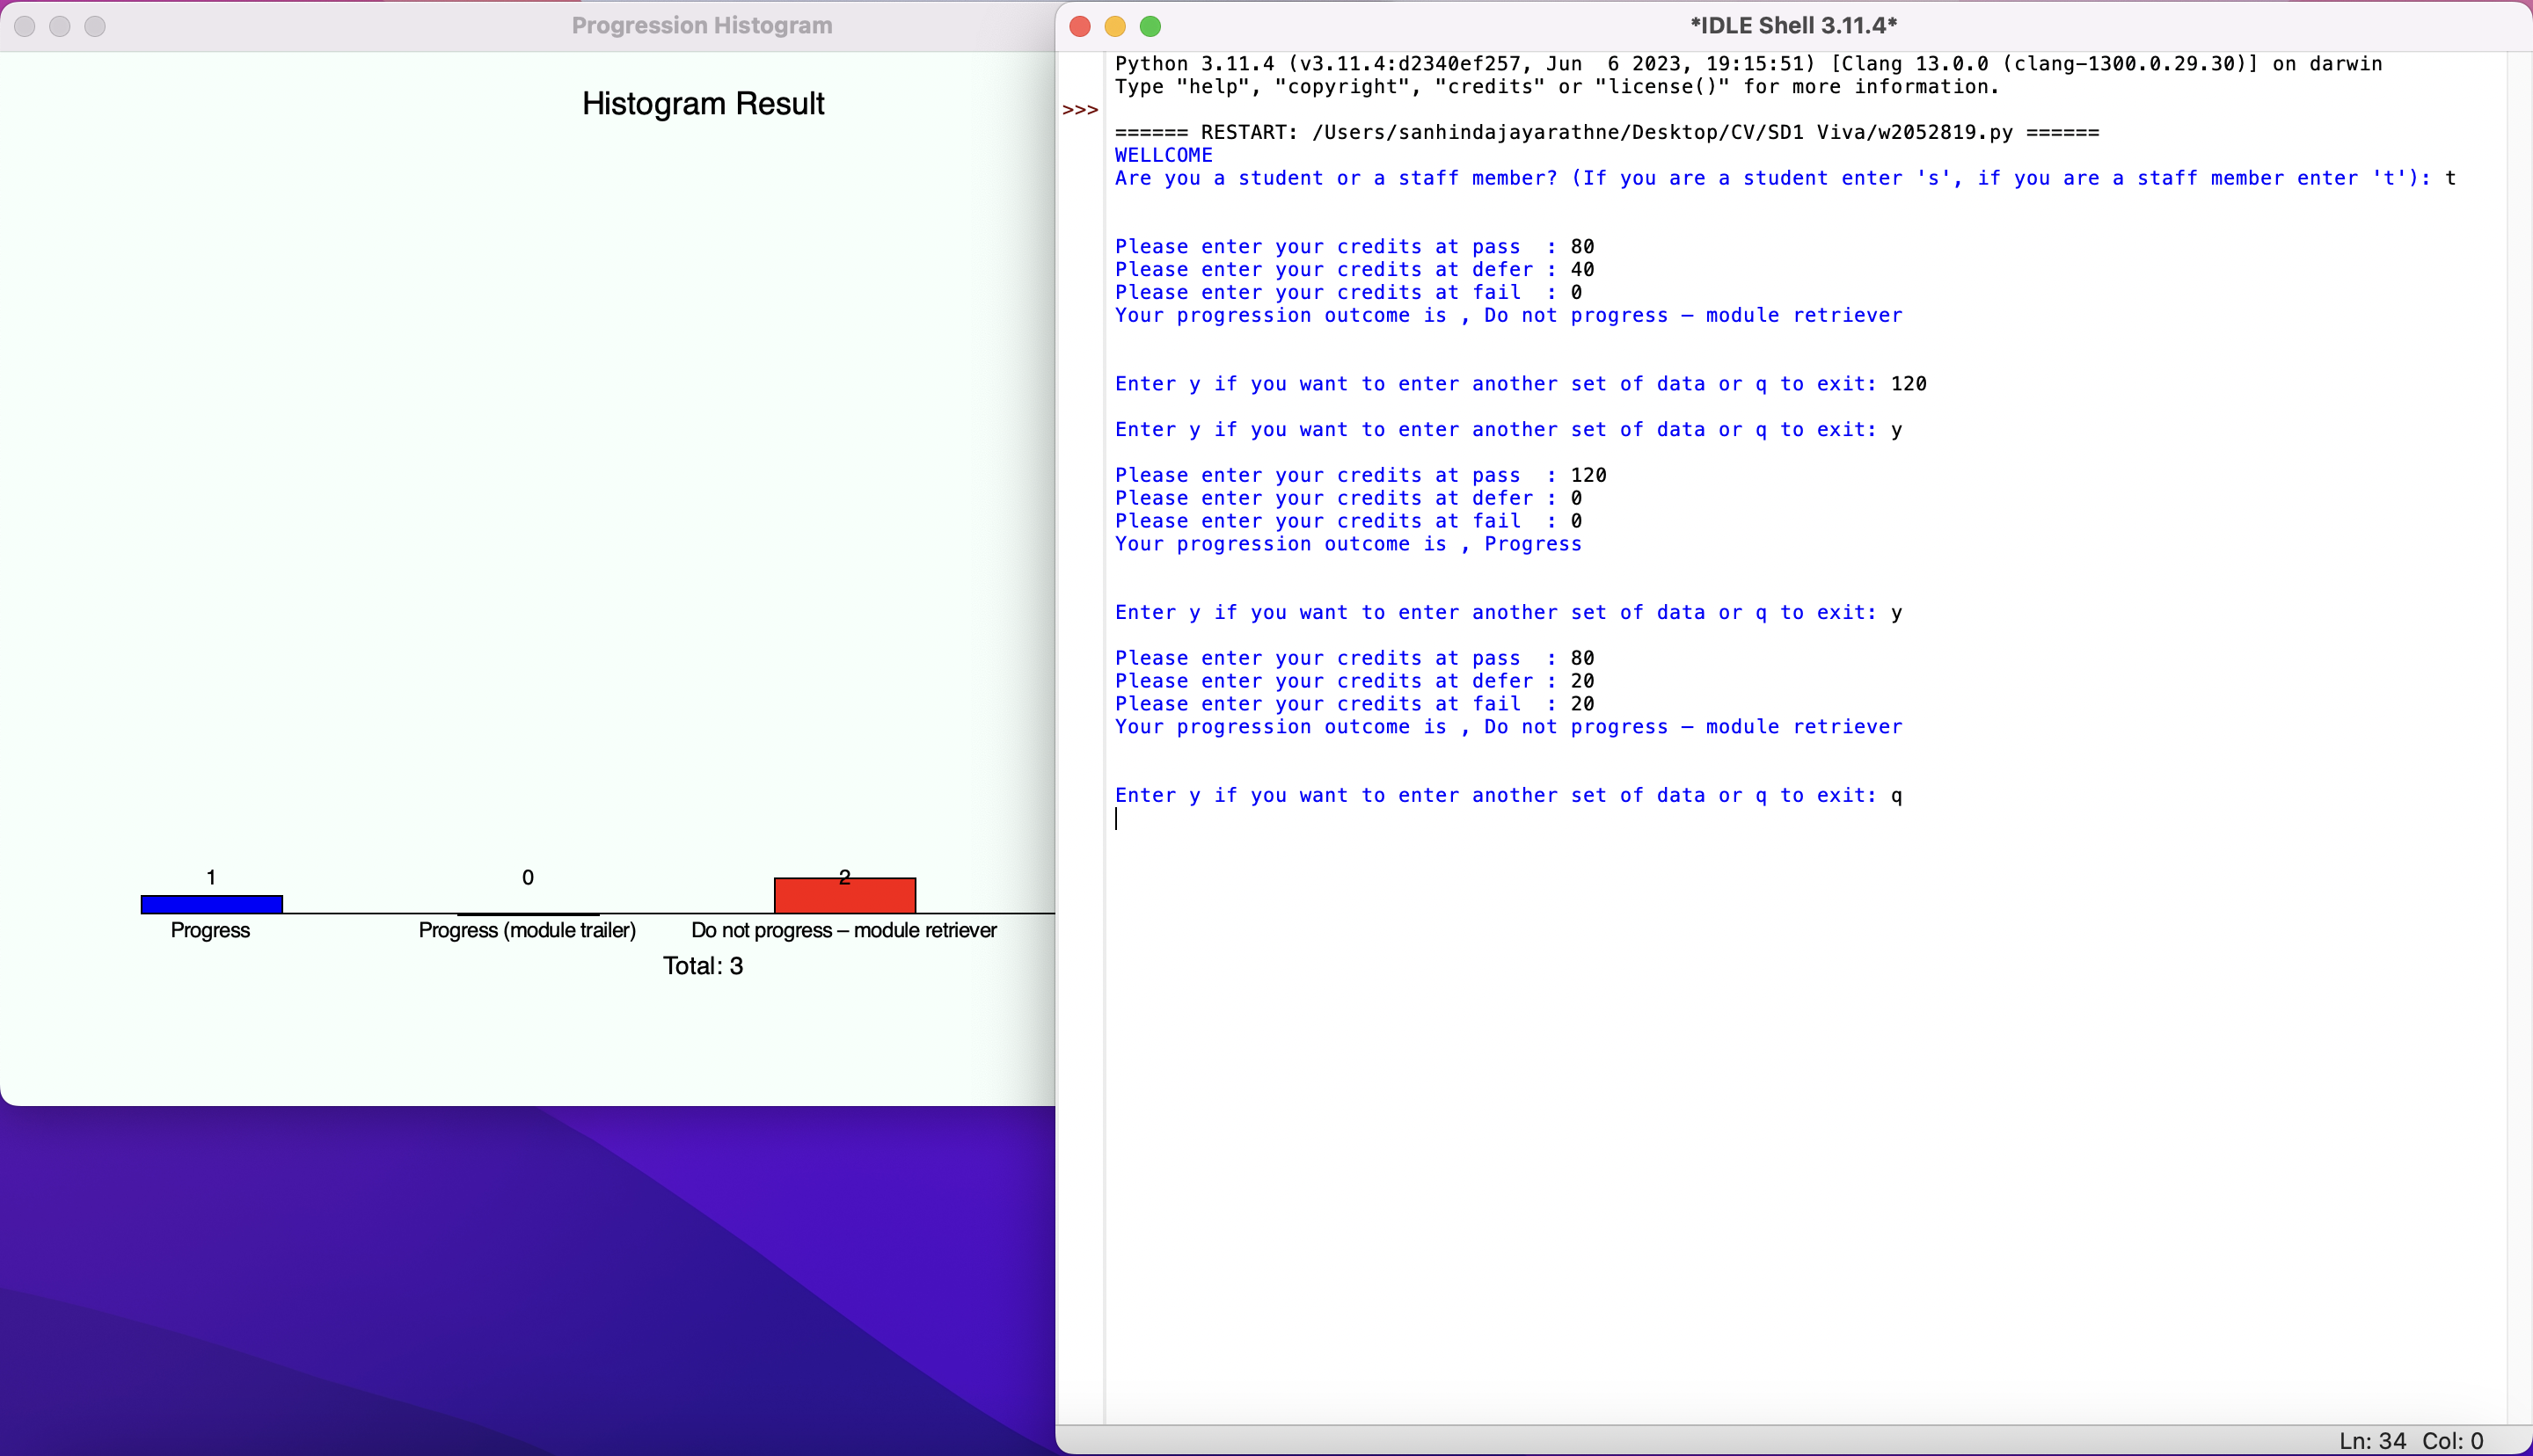 Progression Histogram
Histogram Result
1
0
2
Progress
Progress (module trailer)
Do not progress – module retriever
Total: 3
*IDLE Shell 3.11.4*
Python 3.11.4 (v3.11.4:d2340ef257, Jun  6 2023, 19:15:51) [Clang 13.0.0 (clang-1300.0.29.30)] on darwin
Type "help", "copyright", "credits" or "license()" for more information.
>>>
====== RESTART: /Users/sanhindajayarathne/Desktop/CV/SD1 Viva/w2052819.py ======
WELLCOME
Are you a student or a staff member? (If you are a student enter 's', if you are a staff member enter 't'): t
Please enter your credits at pass  : 80
Please enter your credits at defer : 40
Please enter your credits at fail  : 0
Your progression outcome is , Do not progress – module retriever
Enter y if you want to enter another set of data or q to exit: 120
Enter y if you want to enter another set of data or q to exit: y
Please enter your credits at pass  : 120
Please enter your credits at defer : 0
Please enter your credits at fail  : 0
Your progression outcome is , Progress
Enter y if you want to enter another set of data or q to exit: y
Please enter your credits at pass  : 80
Please enter your credits at defer : 20
Please enter your credits at fail  : 20
Your progression outcome is , Do not progress – module retriever
Enter y if you want to enter another set of data or q to exit: q
Ln: 34  Col: 0